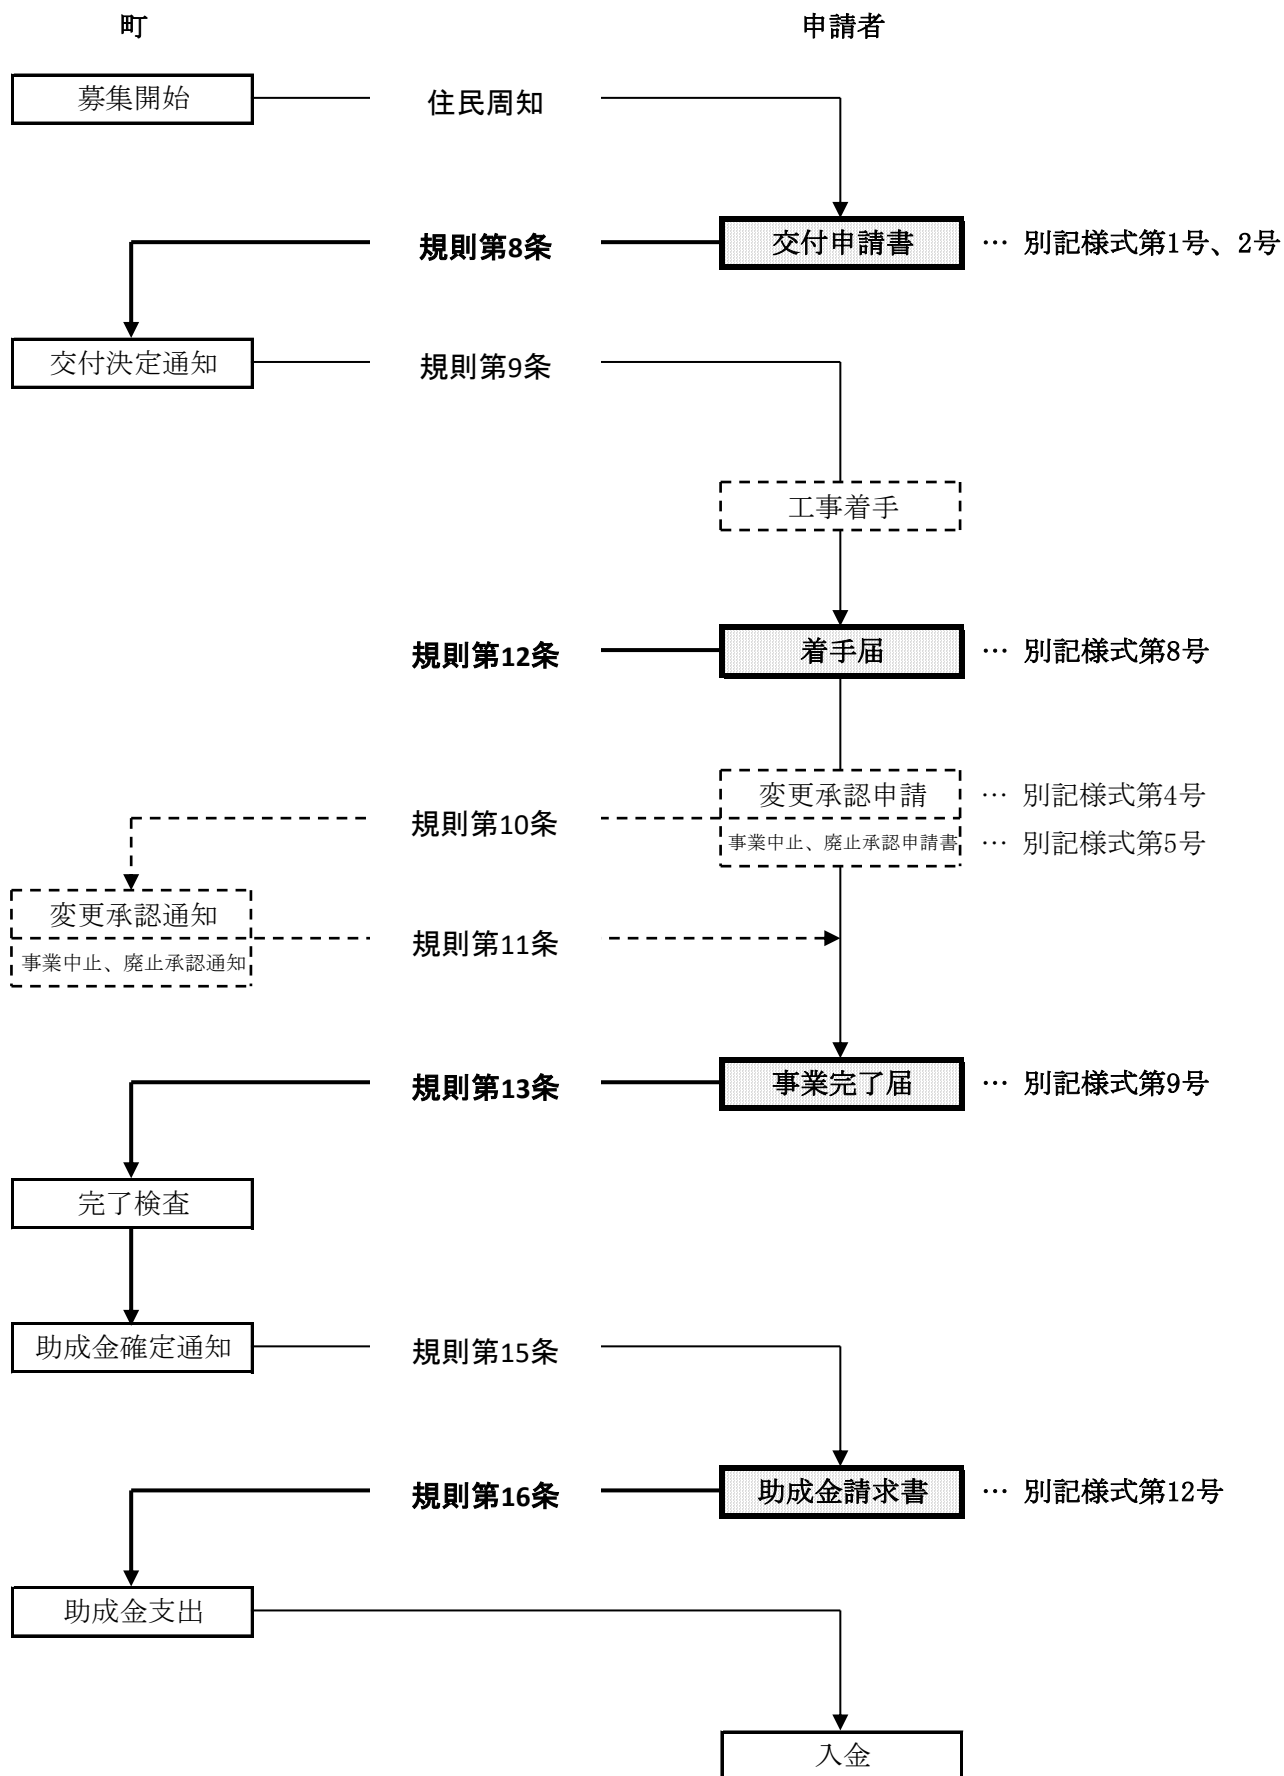 町 申請者
募集開始 住民周知
規則第8条 交付申請書 … 別記様式第1号、2号
交付決定通知 規則第9条
工事着手
規則第12条 着手届 … 別記様式第8号
変更承認申請 … 別記様式第4号
規則第10条
事業中止、廃止承認申請書 … 別記様式第5号
変更承認通知
規則第11条
事業中止、廃止承認通知
規則第13条 事業完了届 … 別記様式第9号
完了検査
助成金確定通知 規則第15条
規則第16条 助成金請求書 … 別記様式第12号
助成金支出
入金